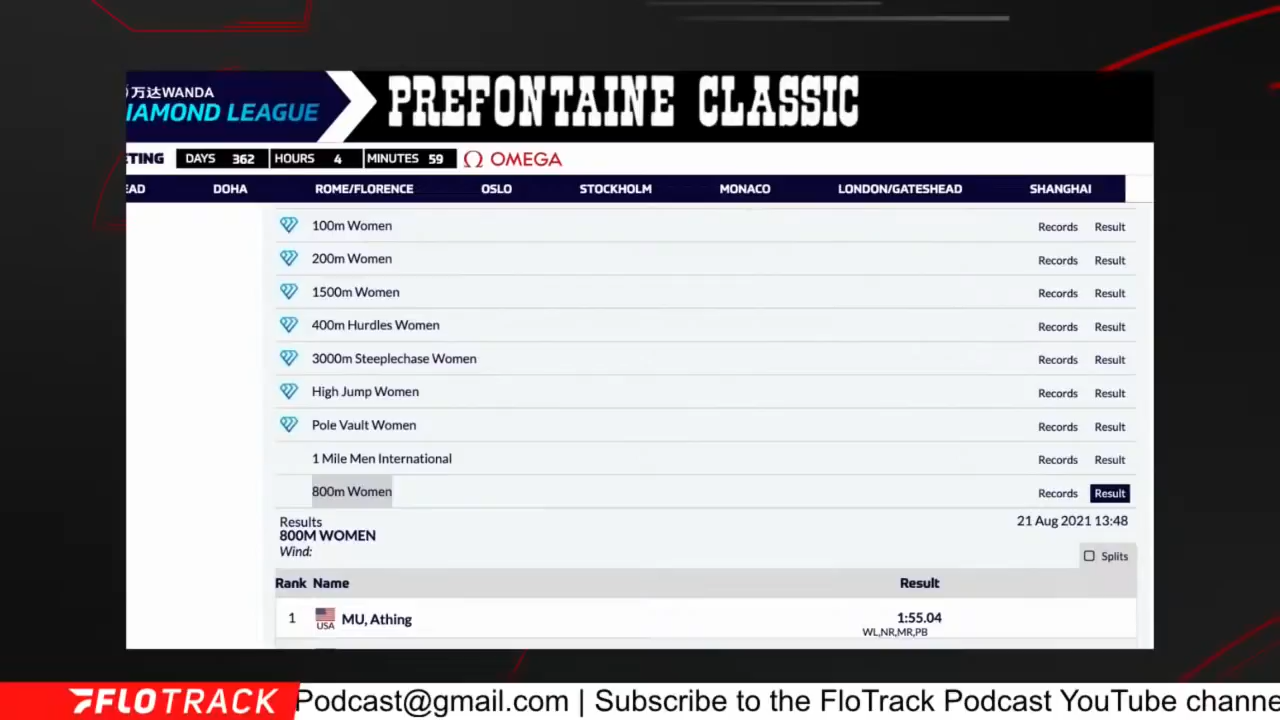 万达WANDA
IAMOND LEAGUE
PREFONTAINE CLASSIC
TING DAYS 362 HOURS 4 MINUTES 59 OMEGA
EAD DOHA ROME/FLORENCE OSLO STOCKHOLM MONACO LONDON/GATESHEAD SHANGHAI
100m Women Records Result
200m Women Records Result
1500m Women Records Result
400m Hurdles Women Records Result
3000m Steeplechase Women Records Result
High Jump Women Records Result
Pole Vault Women Records Result
1 Mile Men International Records Result
800m Women Records Result
Results 21 Aug 2021 13:48
800M WOMEN
Wind:
Splits
Rank Name Result
1 USA MU, Athing 1:55.04
WL,NR,MR,PB
FLOTRACK Podcast@gmail.com | Subscribe to the FloTrack Podcast YouTube channe